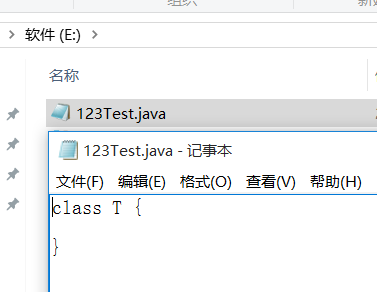 软件 (E:)
名称
123Test.java
123Test.java - 记事本
文件(F) 编辑(E) 格式(O) 查看(V) 帮助(H)
class T {
}